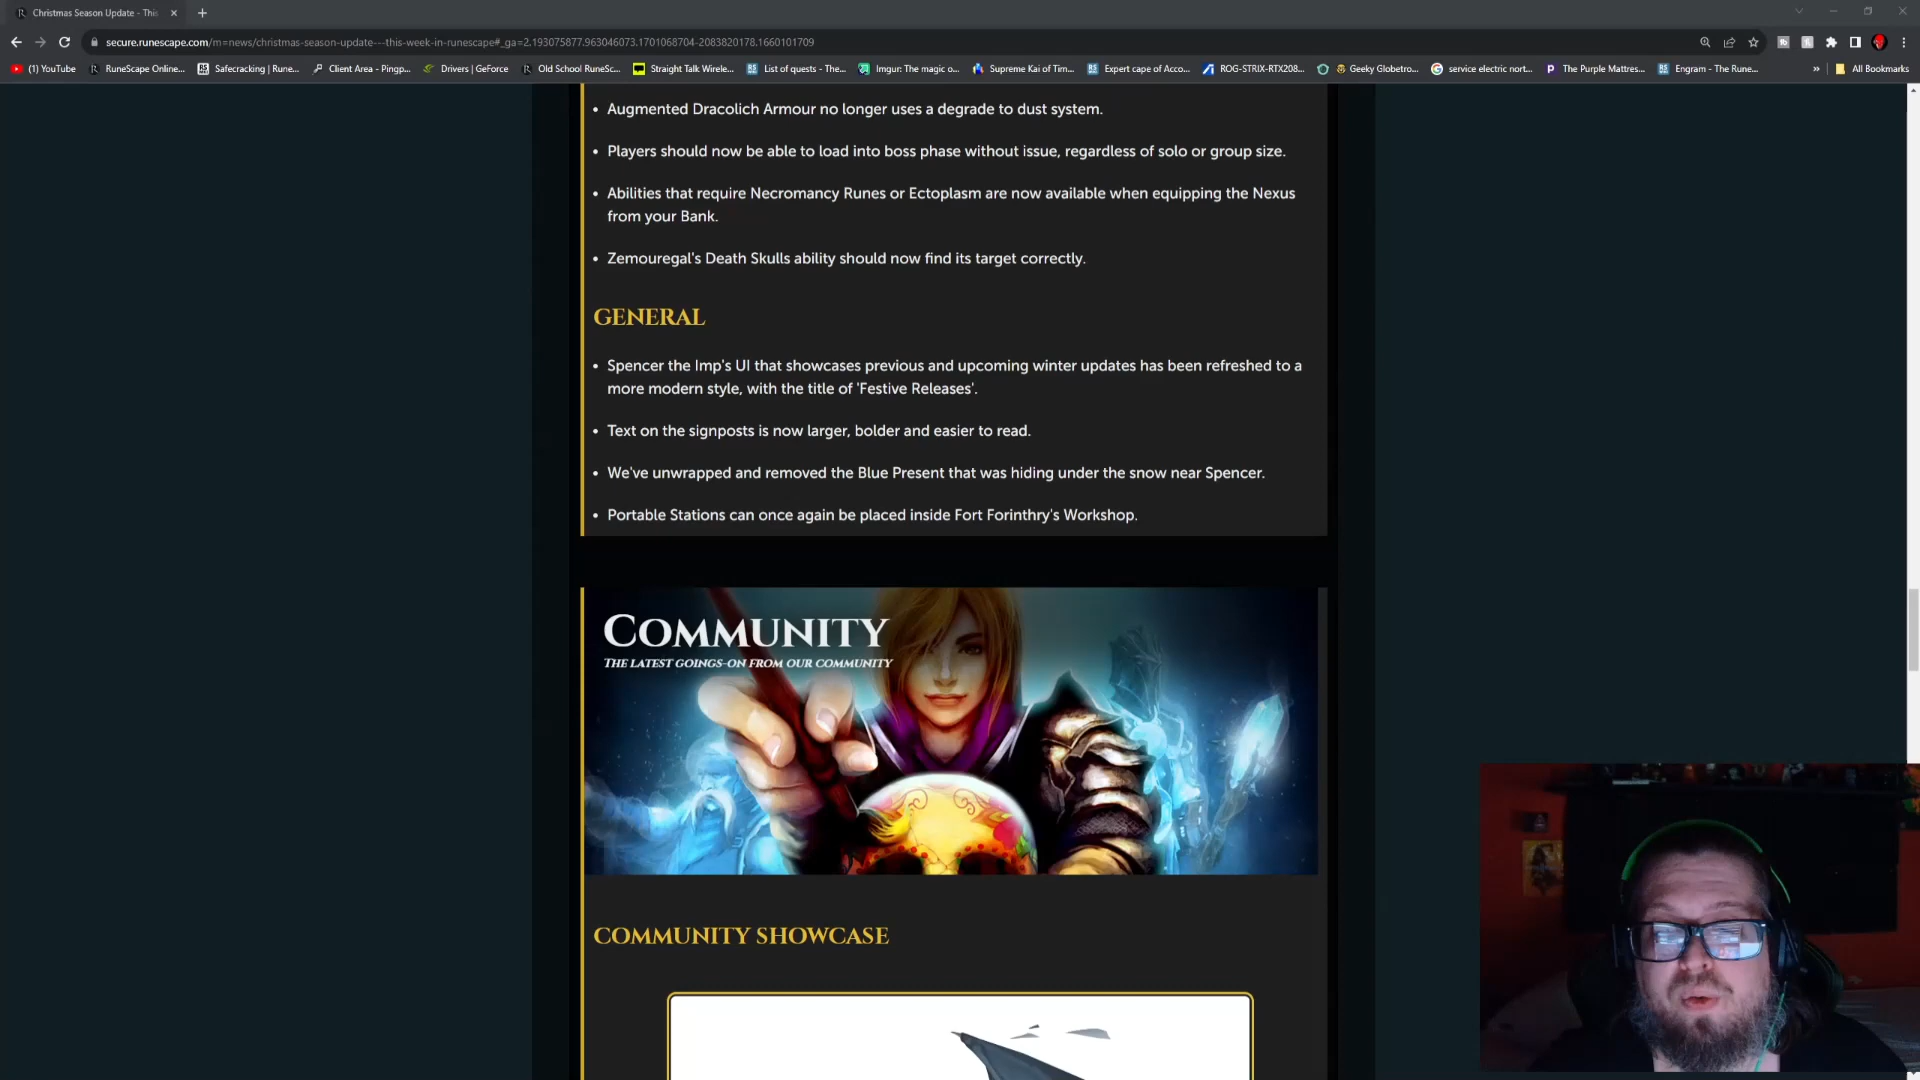 Christmas Season Update - This
secure.runescape.com/m=news/christmas-season-update---this-week-in-runescape#_ga=2.193075877.963046073.1701068704-2083820178.1660101709
(1) YouTube RuneScape Online... Safecracking | Rune... Client Area - Pingp... Drivers | GeForce Old School RuneSc... Straight Talk Wirele... List of quests - The... Imgur: The magic o... Supreme Kai of Tim... Expert cape of Acco... ROG-STRIX-RTX208... Geeky Globetro... service electric nort... The Purple Mattres... Engram - The Rune... » All Bookmarks
• Augmented Dracolich Armour no longer uses a degrade to dust system.
• Players should now be able to load into boss phase without issue, regardless of solo or group size.
• Abilities that require Necromancy Runes or Ectoplasm are now available when equipping the Nexus
from your Bank.
• Zemouregal's Death Skulls ability should now find its target correctly.
GENERAL
• Spencer the Imp's UI that showcases previous and upcoming winter updates has been refreshed to a
more modern style, with the title of 'Festive Releases'.
• Text on the signposts is now larger, bolder and easier to read.
• We've unwrapped and removed the Blue Present that was hiding under the snow near Spencer.
• Portable Stations can once again be placed inside Fort Forinthry's Workshop.
COMMUNITY
THE LATEST GOINGS-ON FROM OUR COMMUNITY
COMMUNITY SHOWCASE